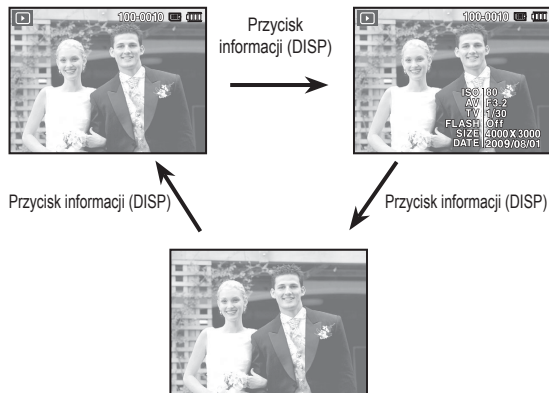 100-0010
Przycisk
informacji (DISP)
100-0010
ISO 80
AV F3.2
TV 1/30
FLASH Off
SIZE 4000X3000
DATE 2009/08/01
Przycisk informacji (DISP)
Przycisk informacji (DISP)